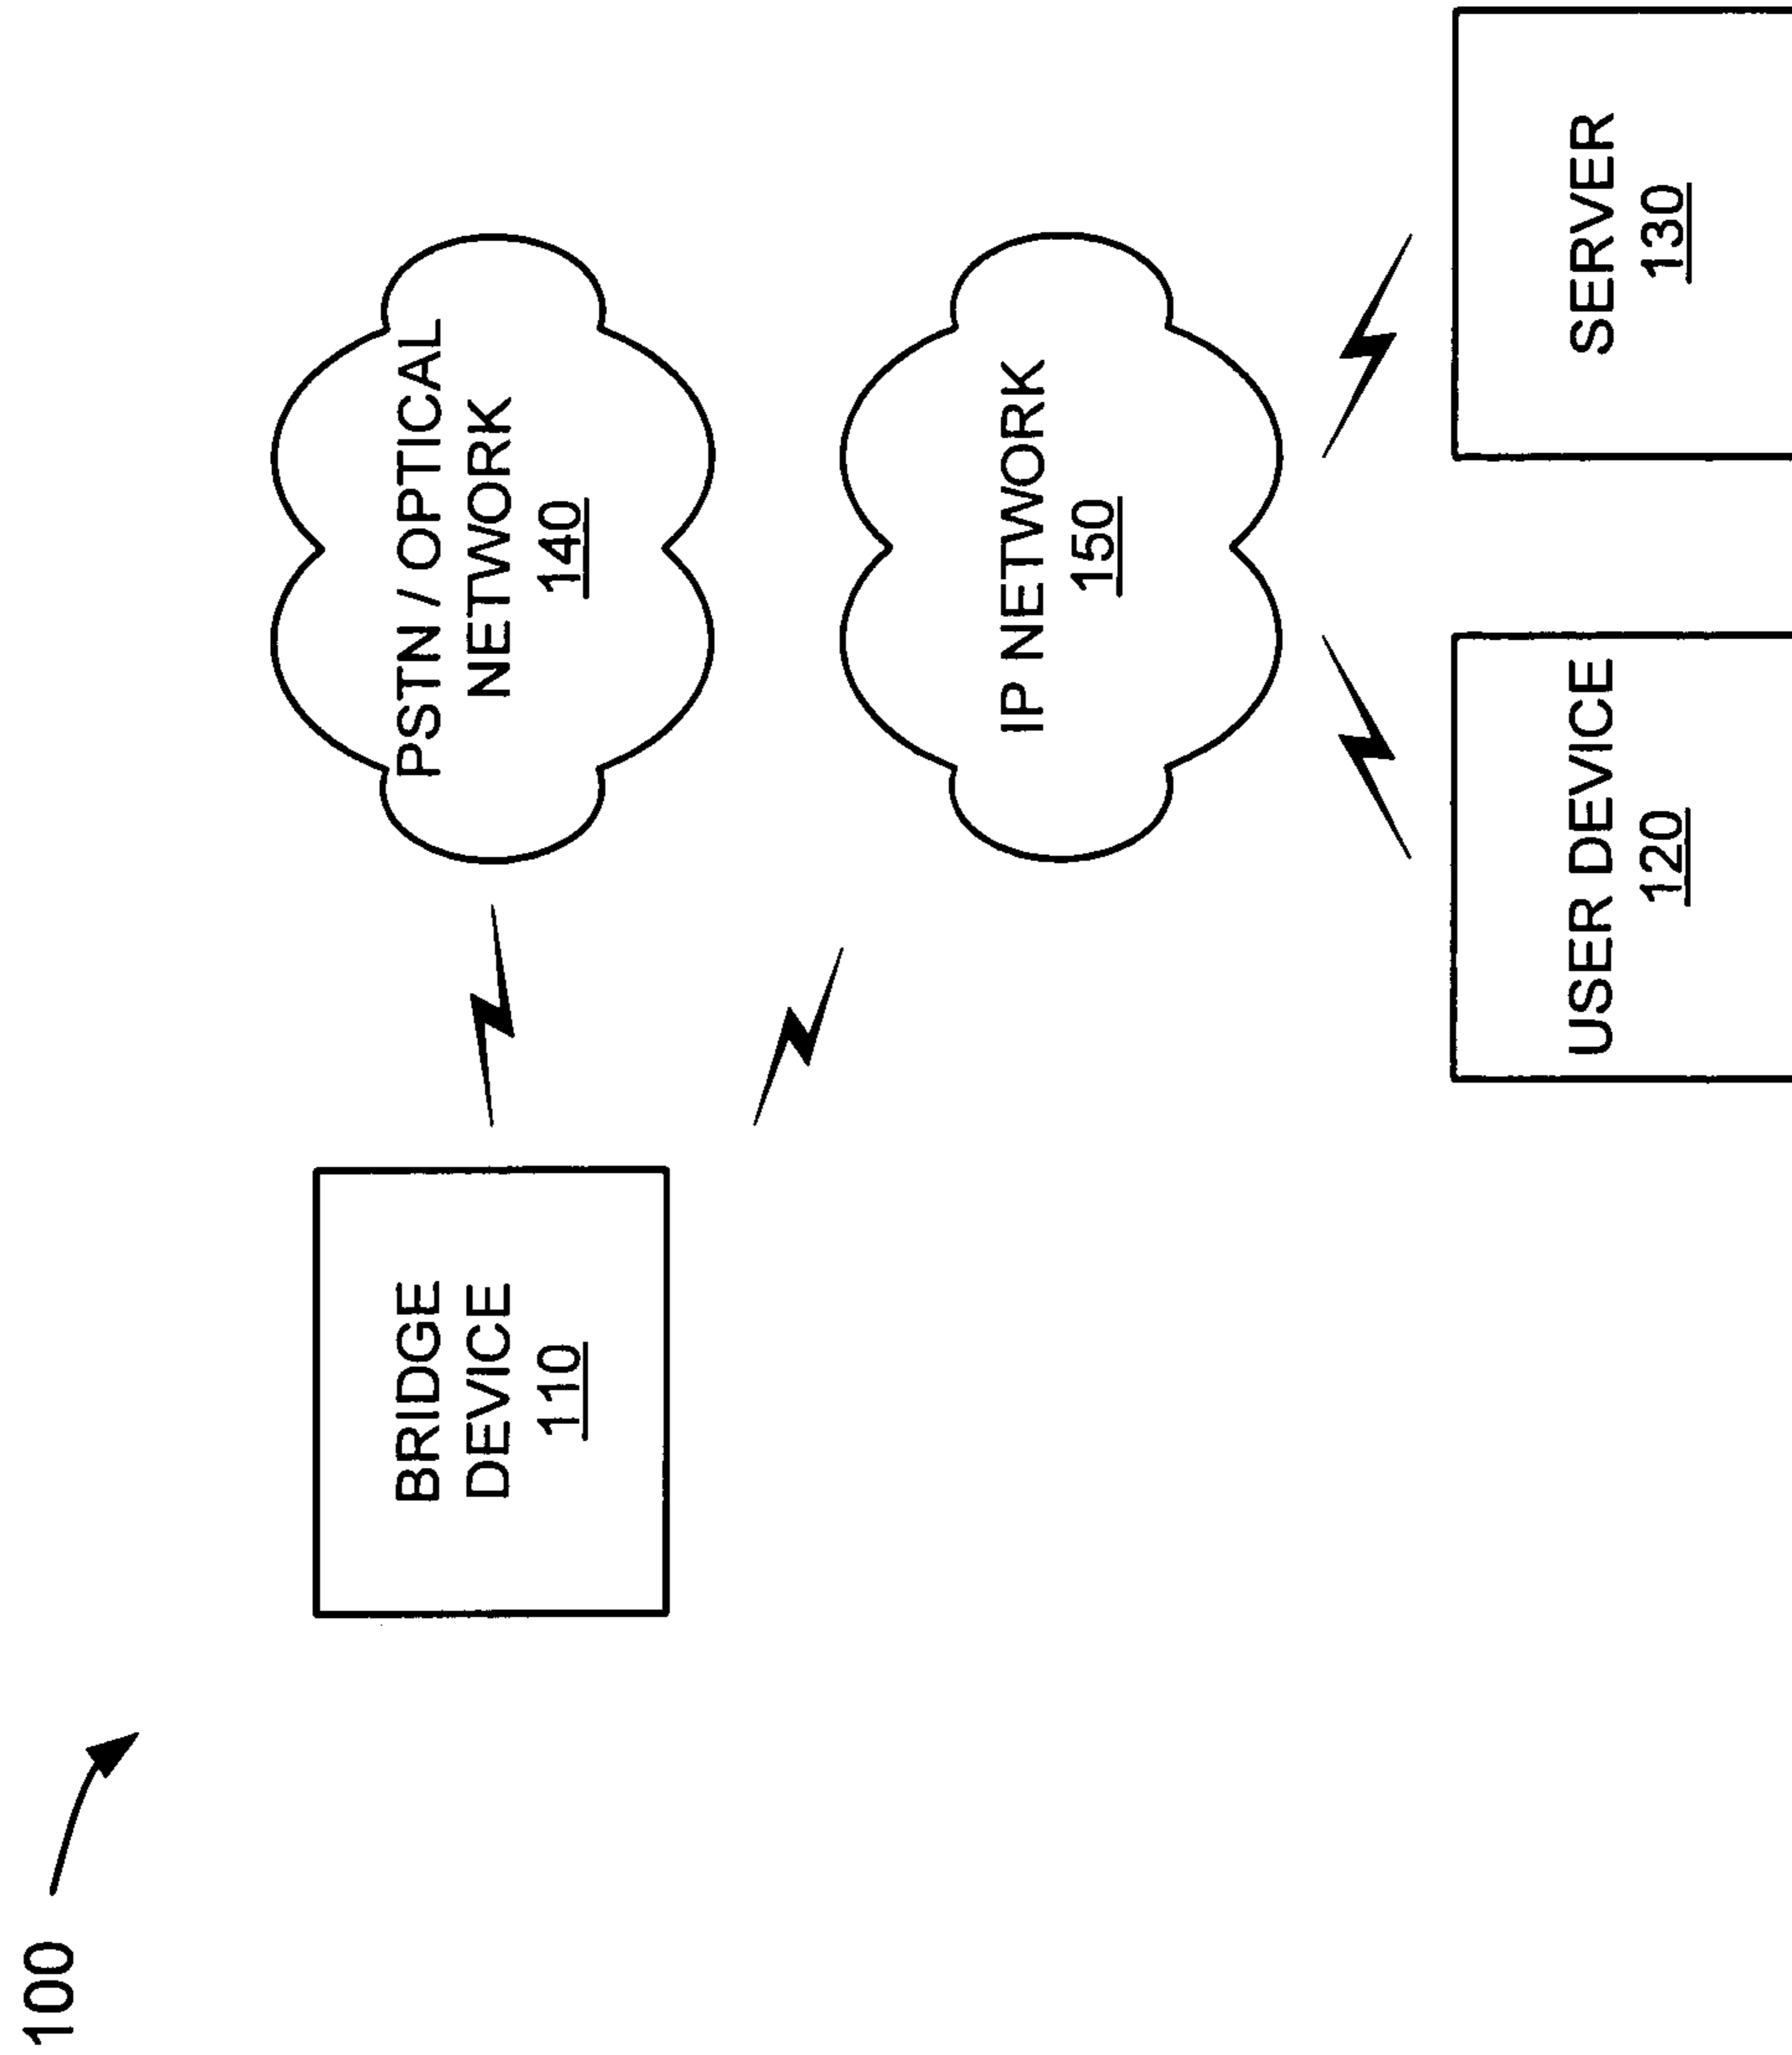 100
BRIDGE
DEVICE
110
PSTN / OPTICAL
NETWORK
140
IP NETWORK
150
USER DEVICE
120
SERVER
130